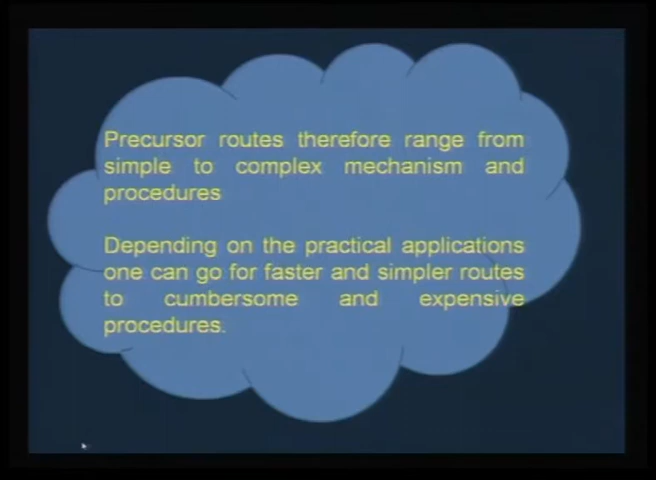 Precursor routes therefore range from
simple to complex mechanism and
procedures
Depending on the practical applications
one can go for faster and simpler routes
to cumbersome and expensive
procedures.